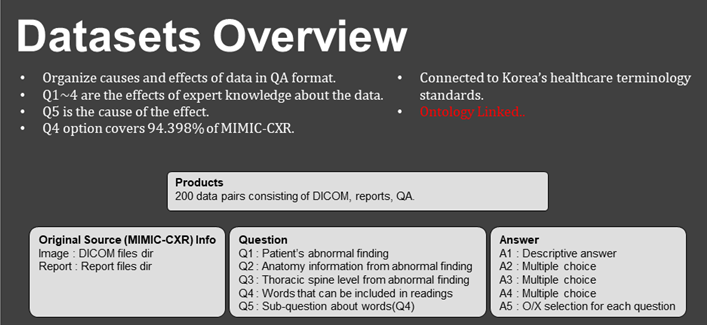 Datasets Overview
• Organize causes and effects of data in QA format.
• Q1~4 are the effects of expert knowledge about the data.
• Q5 is the cause of the effect.
• Q4 option covers 94.398% of MIMIC-CXR.
• Connected to Korea's healthcare terminology
standards.
• Ontology Linked.
Products
200 data pairs consisting of DICOM, reports, QA.
Original Source (MIMIC-CXR) Info
Image : DICOM files dir
Report : Report files dir
Question
Q1 : Patient's abnormal finding
Q2 : Anatomy information from abnormal finding
Q3 : Thoracic spine level from abnormal finding
Q4 : Words that can be included in readings
Q5 : Sub-question about words(Q4)
Answer
A1 : Descriptive answer
A2 : Multiple choice
A3 : Multiple choice
A4 : Multiple choice
A5 : O/X selection for each question